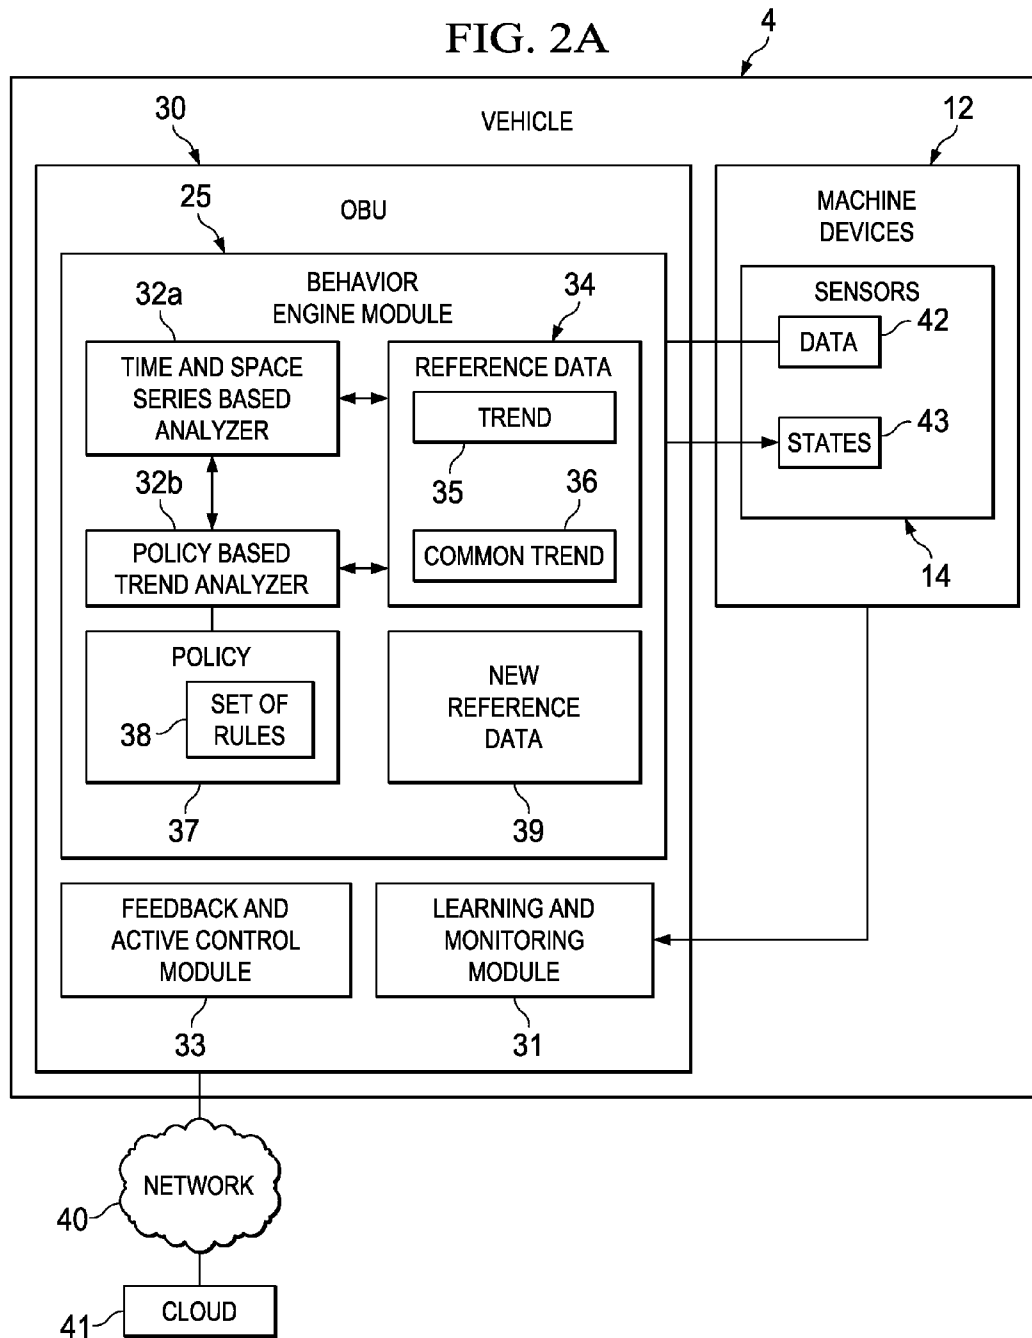 FIG. 2A
4
VEHICLE
30
12
25
OBU
MACHINE
DEVICES
BEHAVIOR
ENGINE MODULE
32a
34
SENSORS
42
DATA
TIME AND SPACE
SERIES BASED
ANALYZER
REFERENCE DATA
TREND
35
STATES
43
32b
36
POLICY BASED
TREND ANALYZER
COMMON TREND
14
POLICY
38
SET OF
RULES
NEW
REFERENCE
DATA
37
39
FEEDBACK AND
ACTIVE CONTROL
MODULE
LEARNING AND
MONITORING
MODULE
33
31
NETWORK
40
CLOUD
41